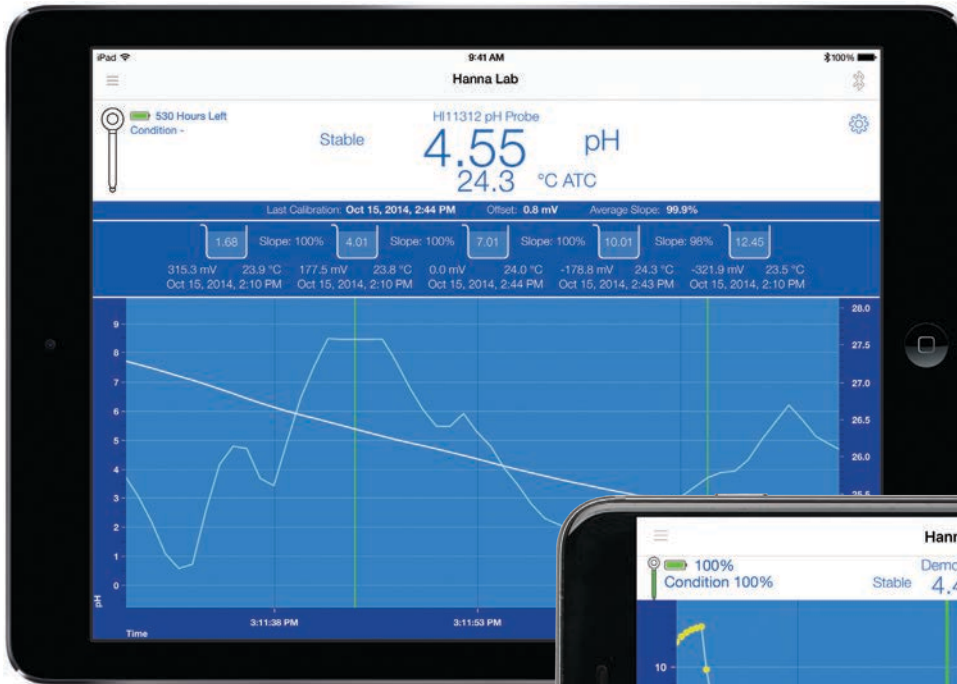 iPad 9:41 AM 100%
Hanna Lab
530 Hours Left
Condition -
HI11312 pH Probe
Stable 4.55 pH
24.3 °C ATC
Last Calibration: Oct 15, 2014, 2:44 PM Offset: 0.8 mV Average Slope: 99.9%
1.68 Slope: 100% 4.01 Slope: 100% 7.01 Slope: 100% 10.01 Slope: 98% 12.45
315.3 mV 23.9 °C 177.5 mV 23.8 °C 0.0 mV 24.0 °C -178.8 mV 24.3 °C -321.9 mV 23.5 °C
Oct 15, 2014, 2:10 PM Oct 15, 2014, 2:10 PM Oct 15, 2014, 2:44 PM Oct 15, 2014, 2:43 PM Oct 15, 2014, 2:10 PM
28.0
9
8 27.5
7 27.0
6 26.5
5
4 26.0
3 25.5
2
1
0
pH
3:11:38 PM 3:11:53 PM
Time
Hann
100%
Condition 100%
Demo
Stable 4.4
10